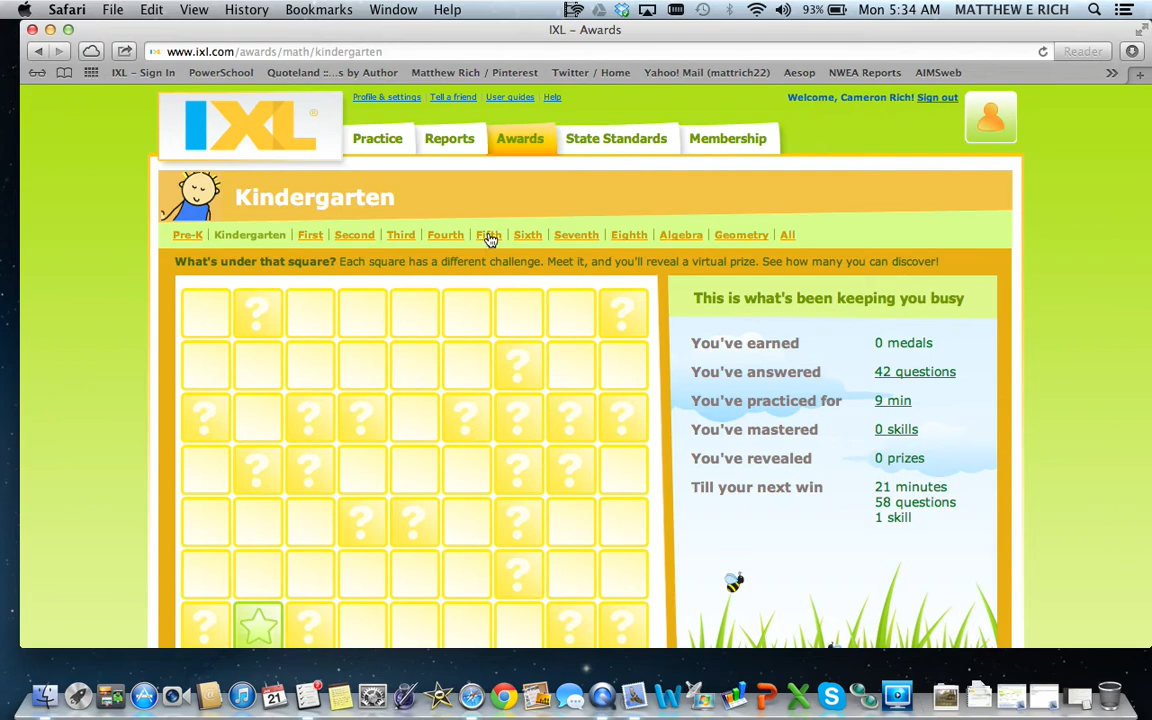 Safari File Edit View History Bookmarks Window Help 93% Mon 5:34 AM MATTHEW E RICH
IXL – Awards
www.ixl.com/awards/math/kindergarten Reader
IXL - Sign In PowerSchool Quoteland ::...s by Author Matthew Rich / Pinterest Twitter / Home Yahoo! Mail (mattrich22) Aesop NWEA Reports AIMSweb
Profile & settings Tell a friend User guides Help Welcome, Cameron Rich! Sign out
IXL®
Practice Reports Awards State Standards Membership
Kindergarten
Pre-K Kindergarten First Second Third Fourth Fifth Sixth Seventh Eighth Algebra Geometry All
What's under that square? Each square has a different challenge. Meet it, and you'll reveal a virtual prize. See how many you can discover!
This is what's been keeping you busy
You've earned 0 medals
You've answered 42 questions
You've practiced for 9 min
You've mastered 0 skills
You've revealed 0 prizes
Till your next win 21 minutes
58 questions
1 skill